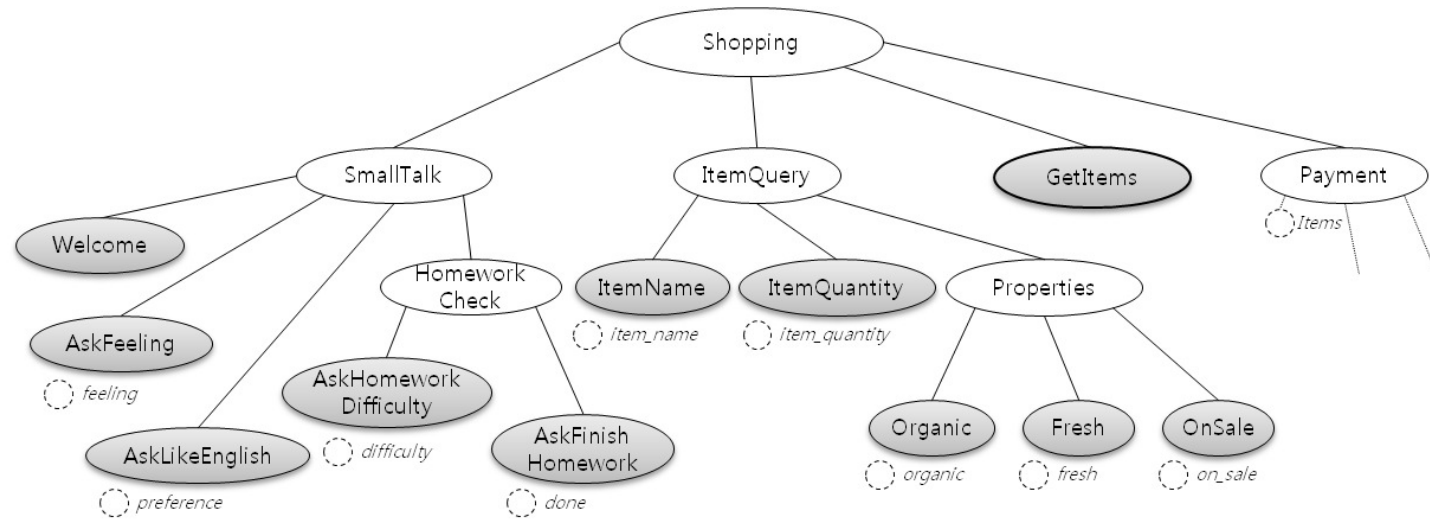 Shopping
SmallTalk
ItemQuery
GetItems
Payment
Items
Welcome
Homework
Check
ItemName
ItemQuantity
Properties
item_name
item_quantity
AskFeeling
feeling
AskHomework
Difficulty
difficulty
AskLikeEnglish
preference
AskFinish
Homework
done
Organic
Fresh
OnSale
organic
fresh
on_sale